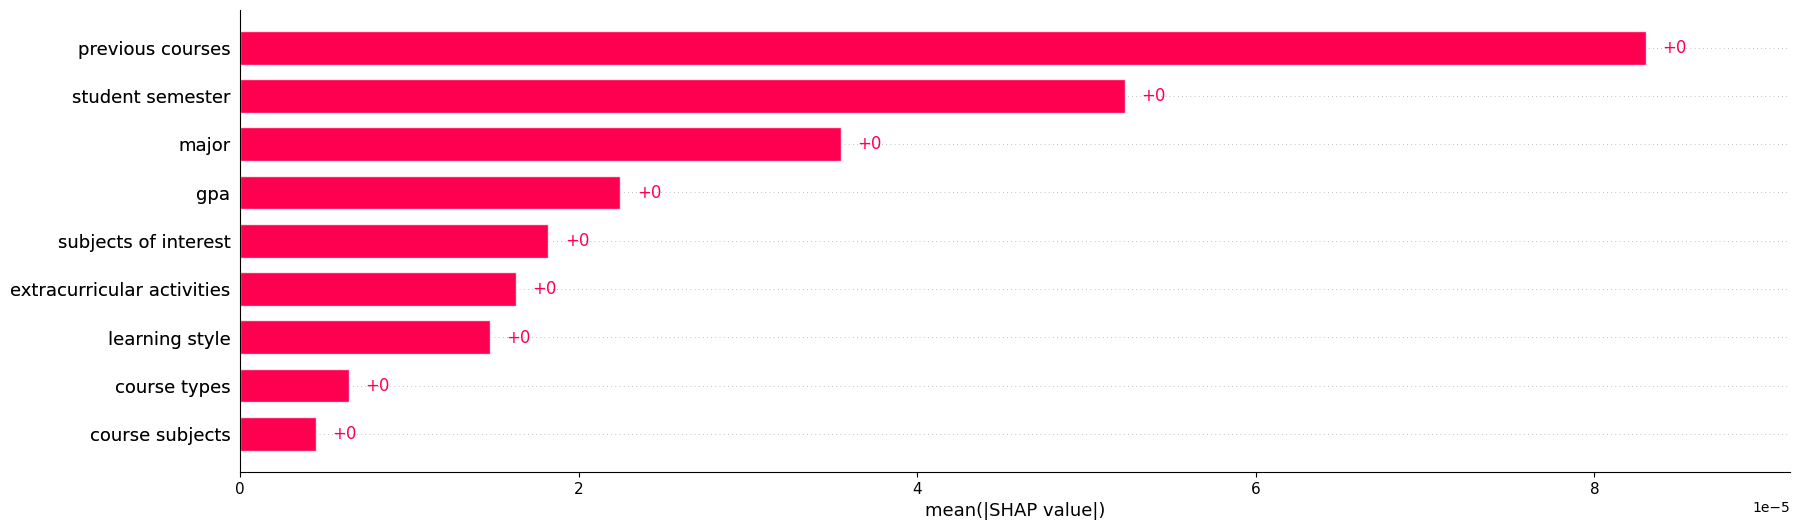 previous courses +0
student semester +0
major +0
gpa +0
subjects of interest +0
extracurricular activities +0
learning style +0
course types +0
course subjects +0
0 2 4 6 8
mean(|SHAP value|) 1e−5